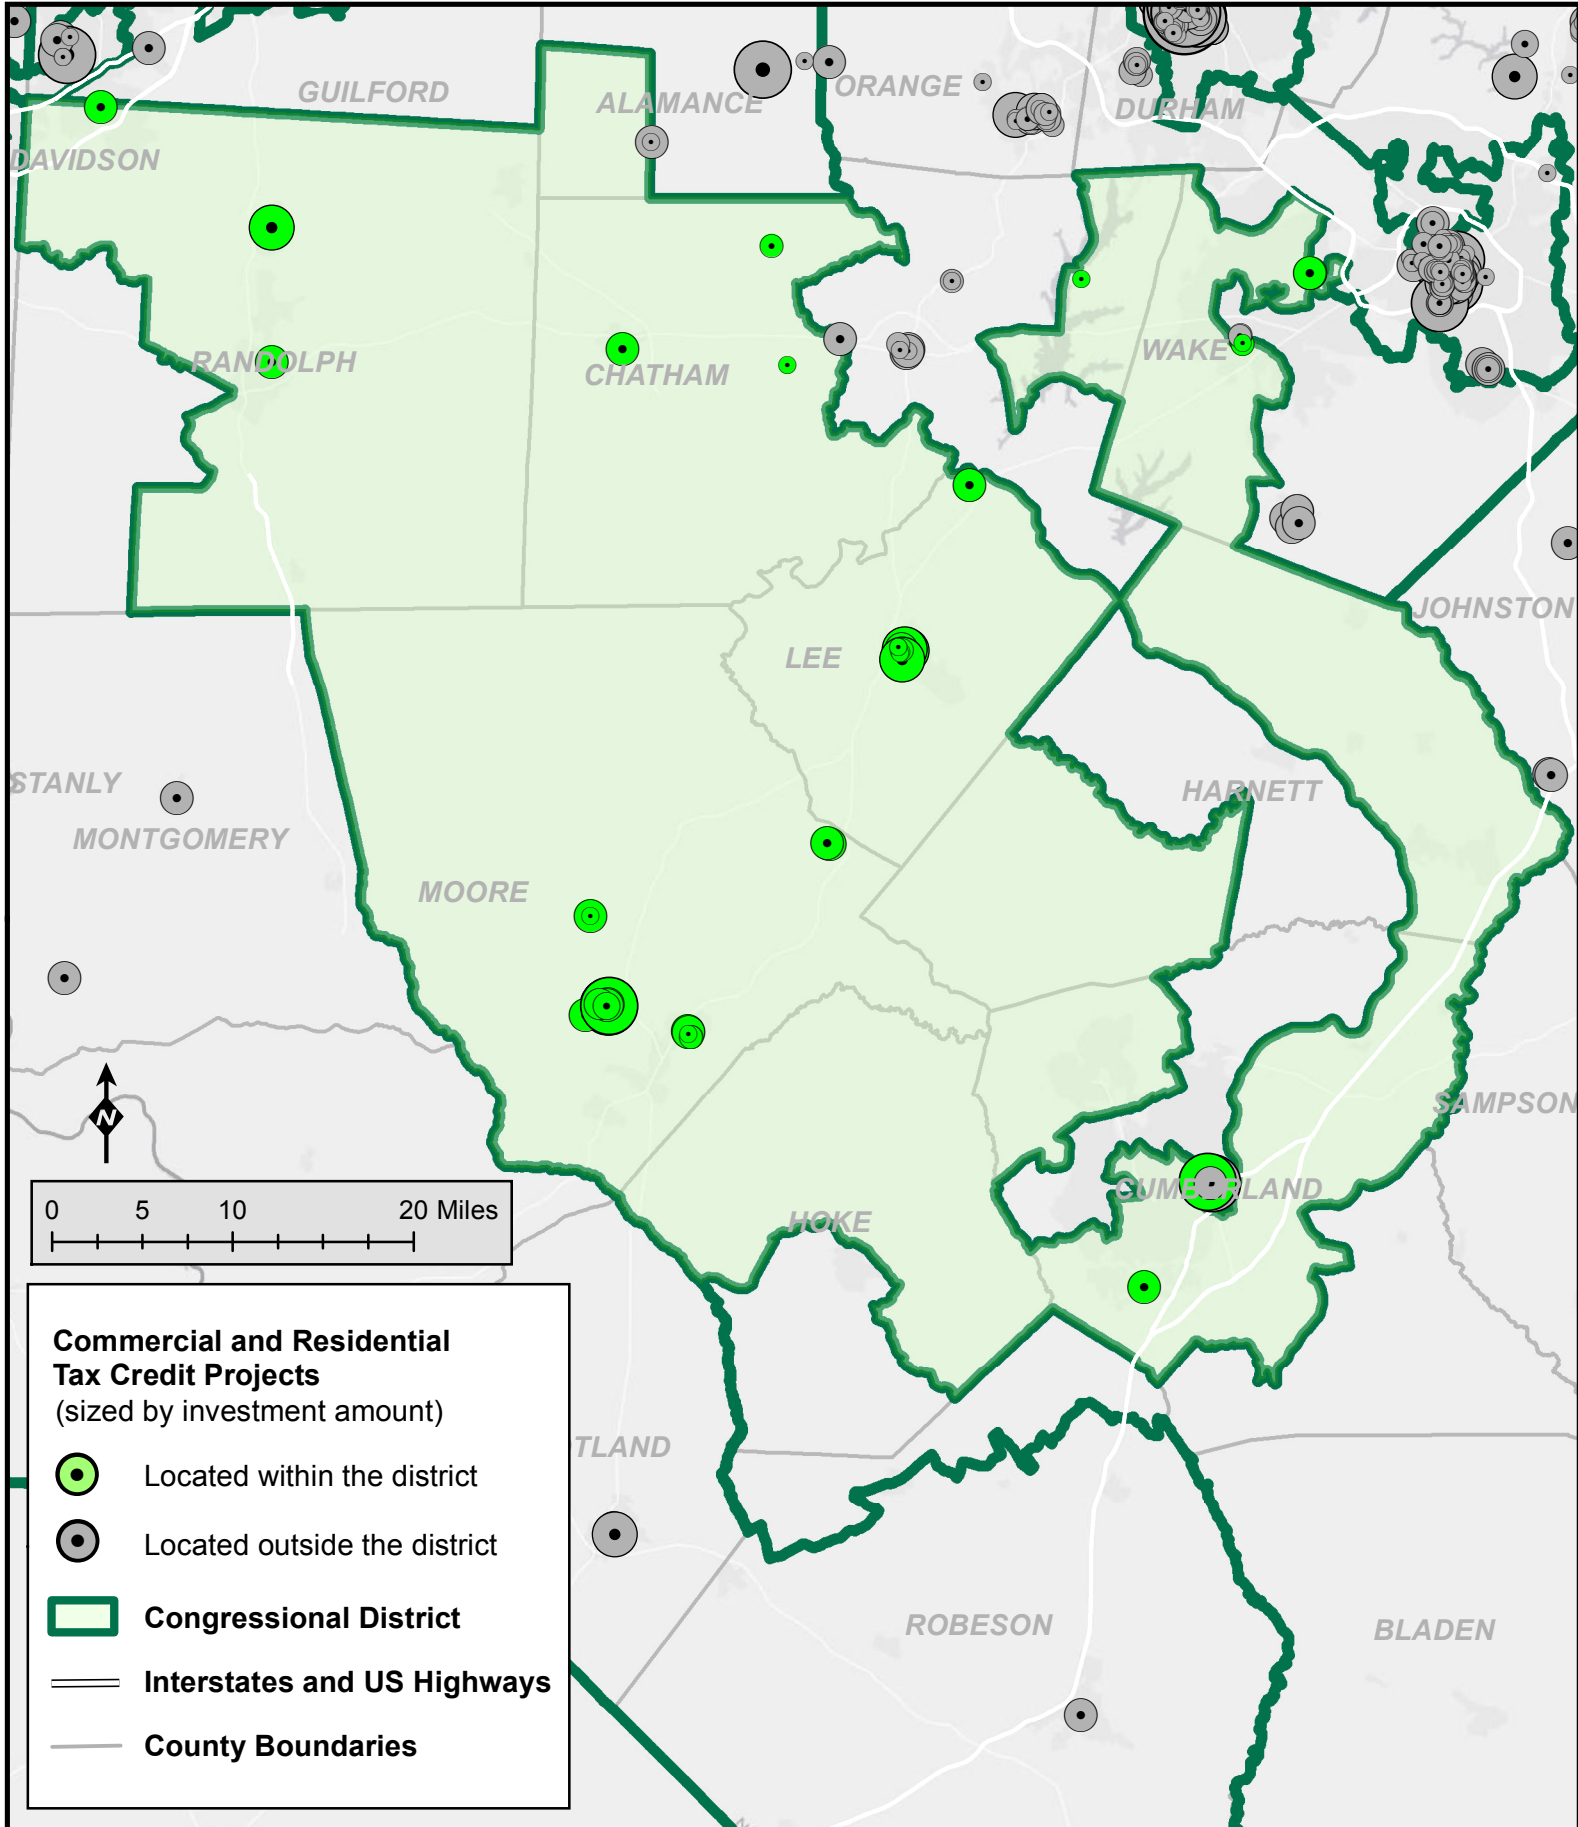 GUILFORD
ALAMANCE
ORANGE
DURHAM
DAVIDSON
RANDOLPH
CHATHAM
WAKE
JOHNSTON
LEE
STANLY
HARNETT
MONTGOMERY
MOORE
N
SAMPSON
CUMBERLAND
HOKE
0 5 10 20 Miles
Commercial and Residential
Tax Credit Projects
(sized by investment amount)
Located within the district
Located outside the district
Congressional District
Interstates and US Highways
County Boundaries
TLAND
ROBESON
BLADEN